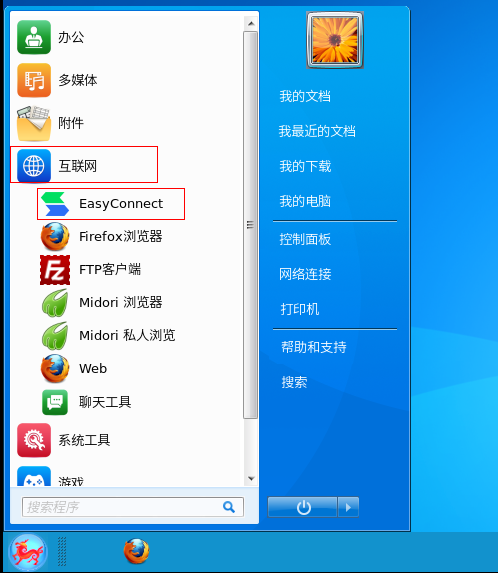 办公
多媒体
附件
互联网
EasyConnect
Firefox浏览器
FTP客户端
Midori 浏览器
Midori 私人浏览
Web
聊天工具
系统工具
游戏
搜索程序
我的文档
我最近的文档
我的下载
我的电脑
控制面板
网络连接
打印机
帮助和支持
搜索